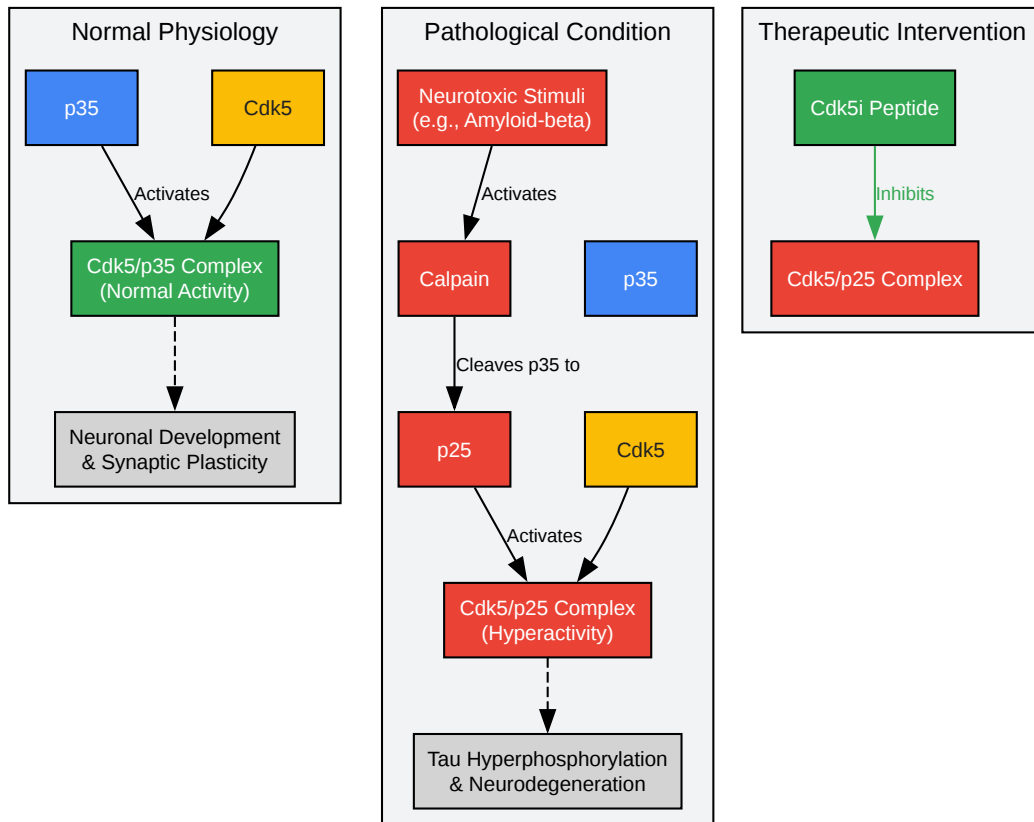 Normal Physiology
p35
Cdk5
Activates
Cdk5/p35 Complex
(Normal Activity)
Neuronal Development
& Synaptic Plasticity
Pathological Condition
Neurotoxic Stimuli
(e.g., Amyloid-beta)
Activates
Calpain
p35
Cleaves p35 to
p25
Cdk5
Activates
Cdk5/p25 Complex
(Hyperactivity)
Tau Hyperphosphorylation
& Neurodegeneration
Therapeutic Intervention
Cdk5i Peptide
Inhibits
Cdk5/p25 Complex